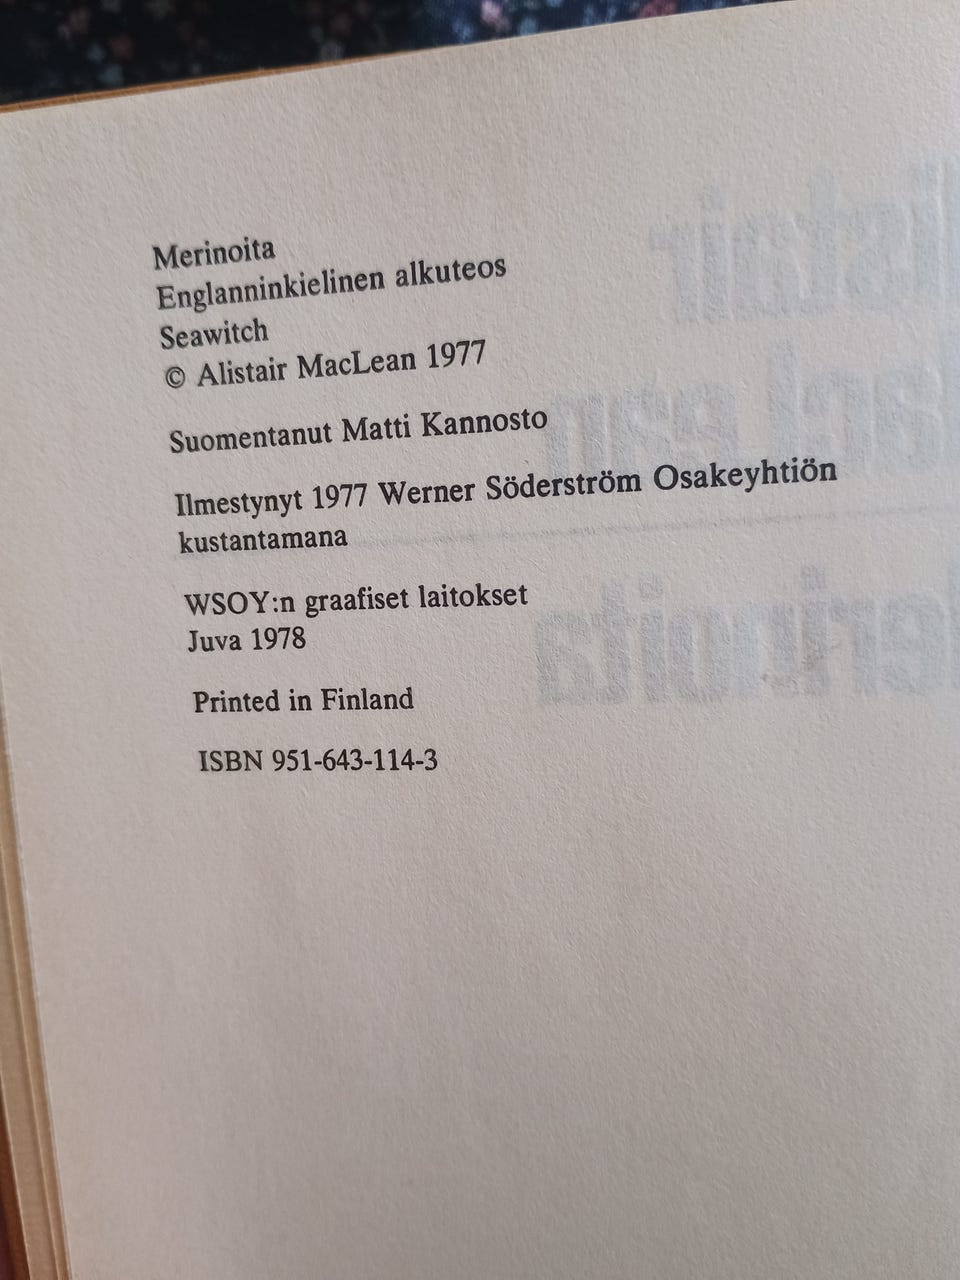 Merinoita
Englanninkielinen alkuteos
Seawitch
© Alistair MacLean 1977
Suomentanut Matti Kannosto
Ilmestynyt 1977 Werner Söderström Osakeyhtiön
kustantamana
WSOY:n graafiset laitokset
Juva 1978
Printed in Finland
ISBN 951-643-114-3